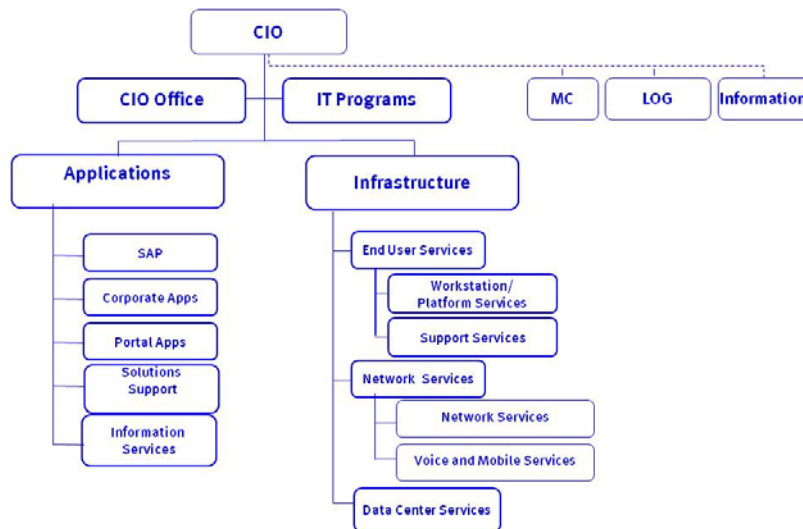 CIO
CIO Office
IT Programs
MC
LOG
Information
Applications
Infrastructure
SAP
Corporate Apps
Portal Apps
Solutions
Support
Information
Services
End User Services
Workstation/
Platform Services
Support Services
Network Services
Network Services
Voice and Mobile Services
Data Center Services